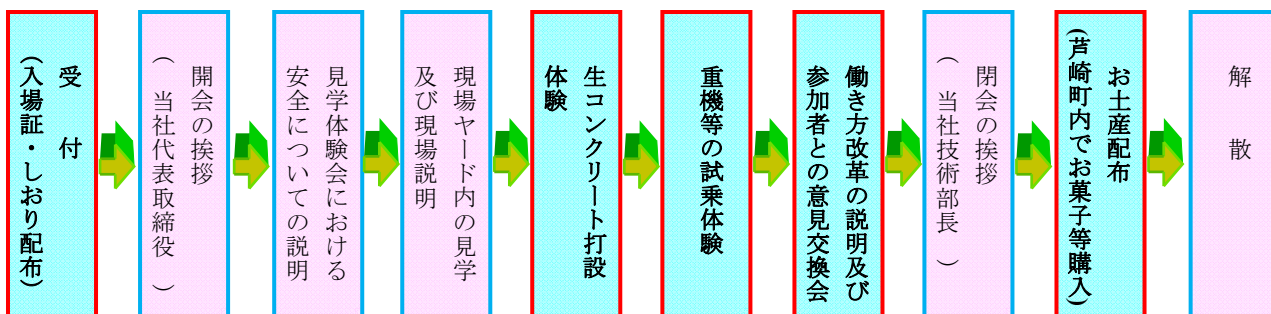 受　付
(入場証・しおり配布)
開会の挨拶
（　当社代表取締役　）
見学体験会における
安全についての説明
現場ヤード内の見学
及び現場説明
生コンクリート打設
体験
重機等の試乗体験
働き方改革の説明及び
参加者との意見交換会
閉会の挨拶
（　当社技術部長　）
お土産配布
(芦崎町内でお菓子等購入)
解　散